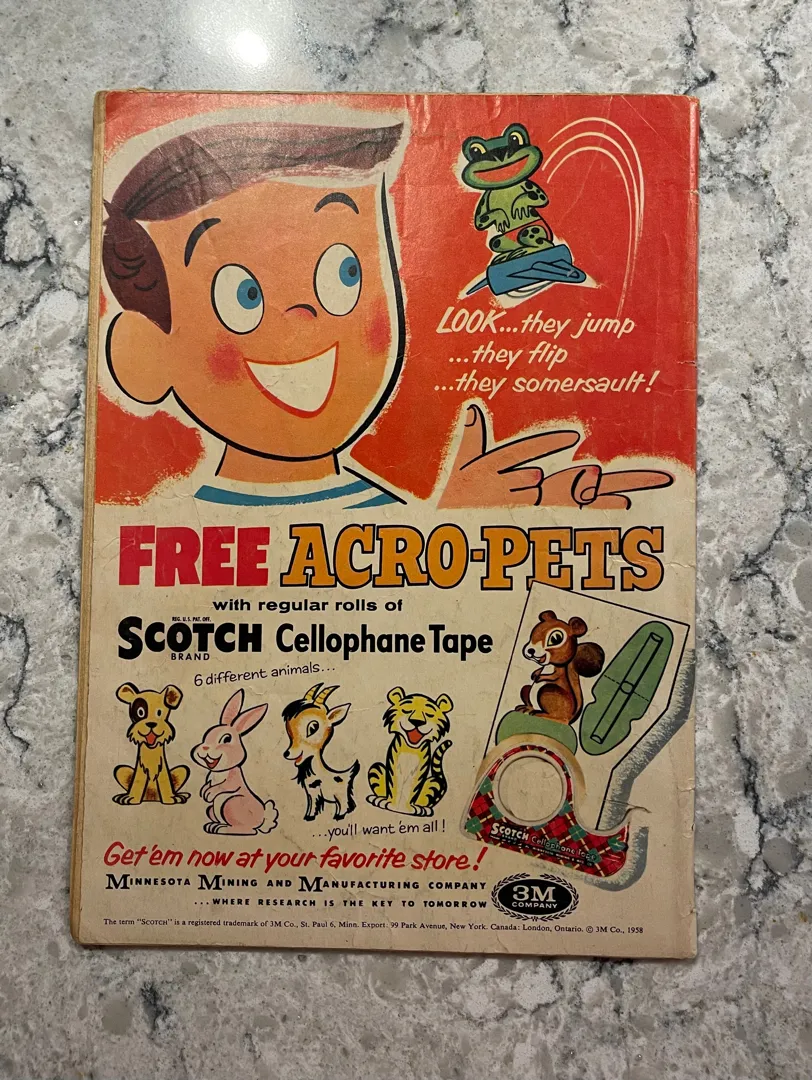 LOOK...they jump
...they flip
...they somersault!
FREE ACRO-PETS
with regular rolls of
REG. U.S. PAT. OFF.
SCOTCH Cellophane Tape
BRAND
6 different animals...
...you'll want 'em all!
SCOTCH Cellophane Tape
Get 'em now at your favorite store!
MINNESOTA MINING AND MANUFACTURING COMPANY
...WHERE RESEARCH IS THE KEY TO TOMORROW
3M
COMPANY
The term "SCOTCH" is a registered trademark of 3M Co., St. Paul 6, Minn. Export: 99 Park Avenue, New York. Canada: London, Ontario. © 3M Co., 1958